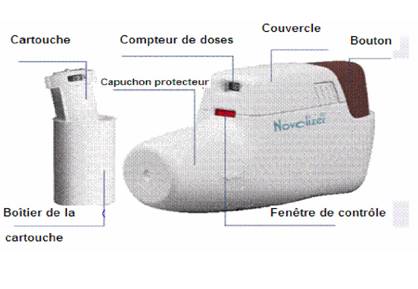 Couvercle
Cartouche
Compteur de doses
Bouton
Capuchon protecteur
Novolizer
Boîtier de la
cartouche
Fenêtre de contrôle